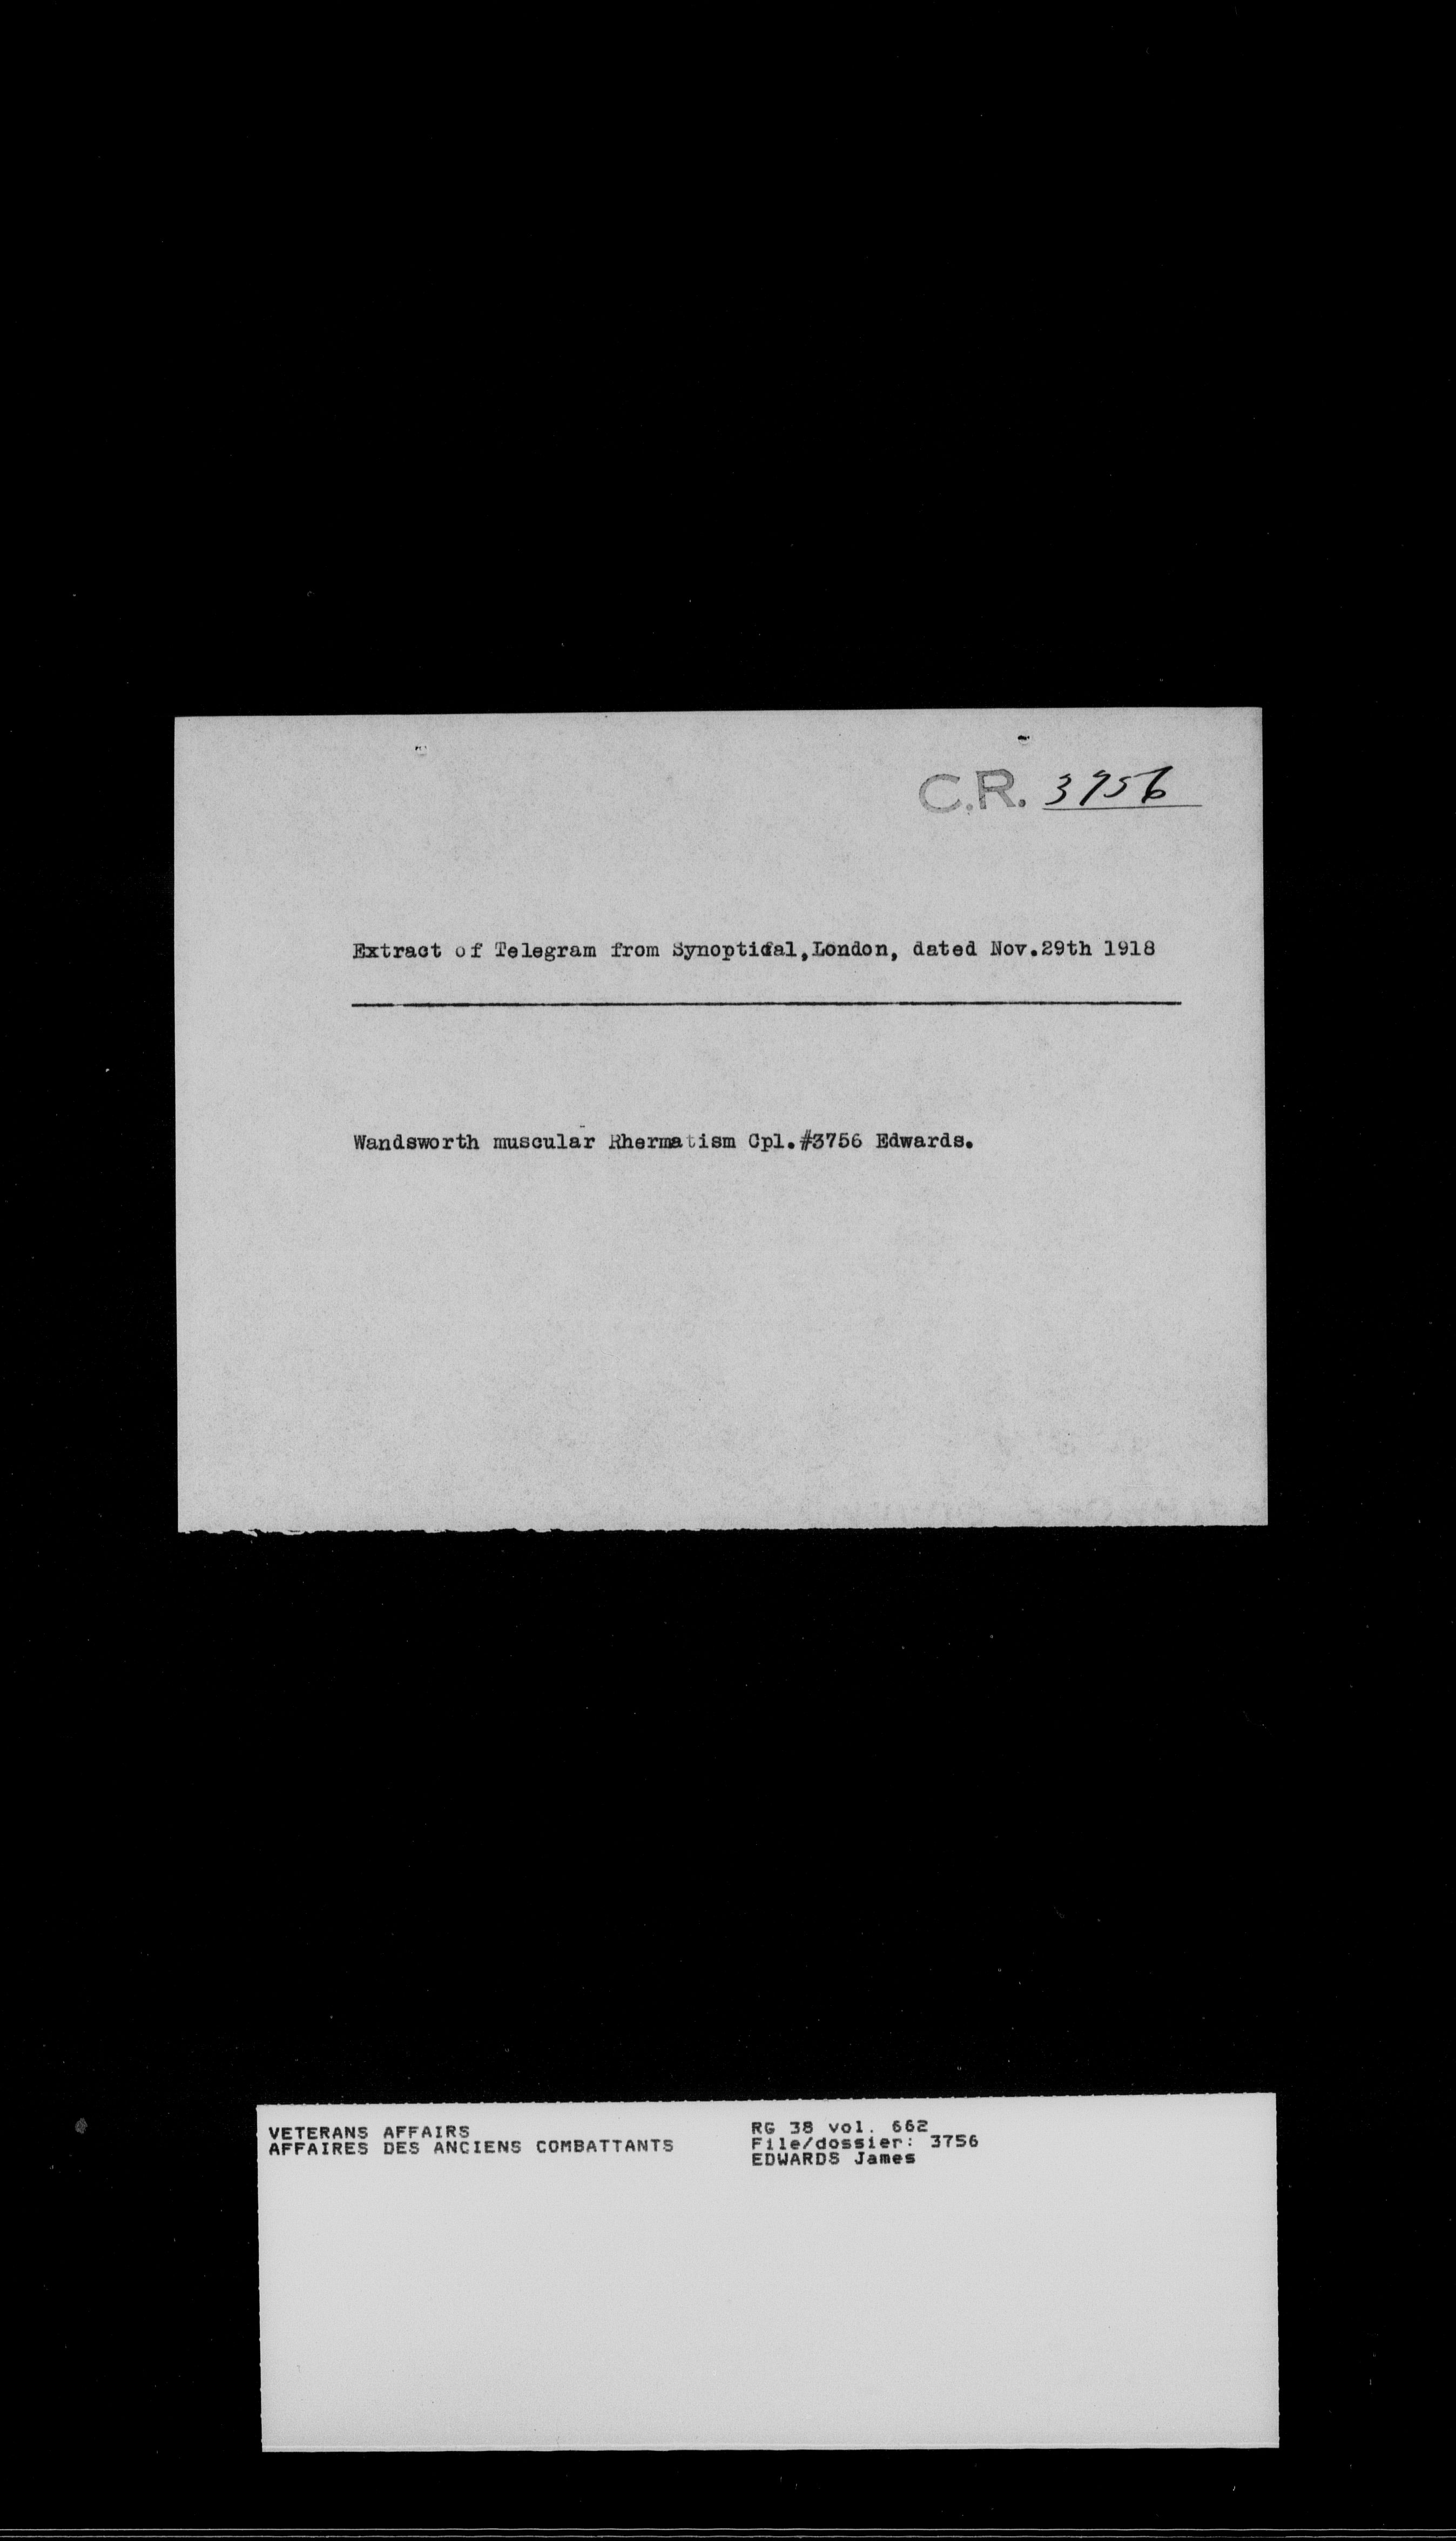 C.R. 3756
Extract of Telegram from Synoptical,London, dated Nov.29th 1918
Wandsworth muscular Rhermatism Cpl.#3756 Edwards.
VETERANS AFFAIRS
AFFAIRES DES ANCIENS COMBATTANTS
RG 38 vol. 662
File/dossier: 3756
EDWARDS James